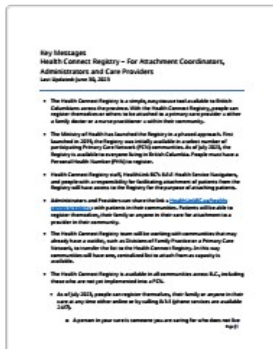 Key Messages
Health Connect Registry – For Attachment Coordinators,
Administrators and Care Providers
Last Updated: June 30, 2023
• The Health Connect Registry is a simple, easy to use tool available to British
Columbians across the province. With the Health Connect Registry, people can
register themselves or others to be attached to a primary care provider: either
a family doctor or a nurse practitioner in their community.
• The Ministry of Health has launched the Registry in a phased approach. First
launched in 2019, the Registry was initially available in a select number of
participating Primary Care Network (PCN) communities. As of July 2023, the
Registry is available to everyone living in British Columbia. People must have a
Personal Health Number (PHN) to register.
• Health Connect Registry staff, HealthLink BC's 8-1-1 Health Service Navigators,
and people with a responsibility for facilitating attachment of patients from the
Registry will have access to the Registry for the purpose of attaching patients.
• Administrators and Providers can share the link
with patients in their communities. Patients will be able to
register themselves, their family or anyone in their care for attachment to a
provider in their community.
• The Health Connect Registry team will be working with communities that may
already have a waitlist, such as Divisions of Family Practice or a Primary Care
Network, to transfer the list to the Health Connect Registry. In this way
communities will have one, centralized list to attach from as capacity is
available.
• The Health Connect Registry is available in all communities across B.C., including
those who are not yet implemented as a PCN.
• As of July 2023, people can register themselves, their family or anyone in their
care at any time either online or by calling 8-1-1 (phone services are available
24/7).
o A person in your care is someone you are caring for who does not live